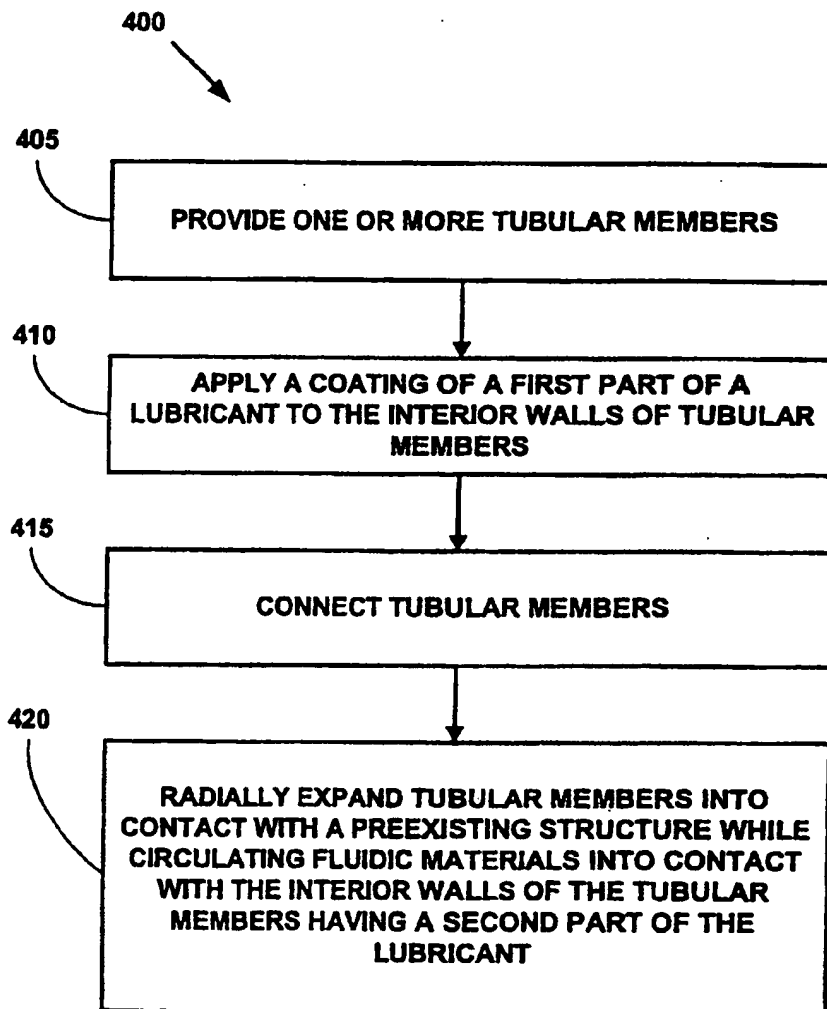 400
405
PROVIDE ONE OR MORE TUBULAR MEMBERS
410
APPLY A COATING OF A FIRST PART OF A
LUBRICANT TO THE INTERIOR WALLS OF TUBULAR
MEMBERS
415
CONNECT TUBULAR MEMBERS
420
RADIALLY EXPAND TUBULAR MEMBERS INTO
CONTACT WITH A PREEXISTING STRUCTURE WHILE
CIRCULATING FLUIDIC MATERIALS INTO CONTACT
WITH THE INTERIOR WALLS OF THE TUBULAR
MEMBERS HAVING A SECOND PART OF THE
LUBRICANT